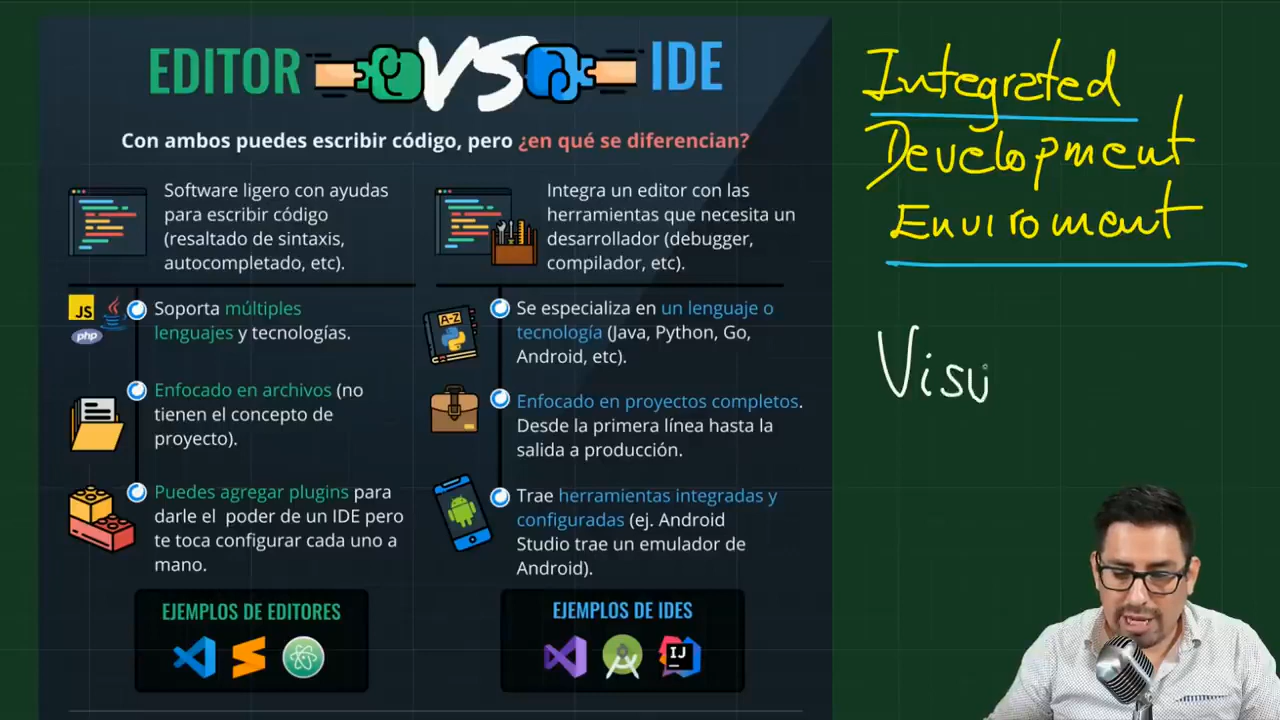 EDITOR VS IDE
Con ambos puedes escribir código, pero ¿en qué se diferencian?
Software ligero con ayudas
para escribir código
(resaltado de sintaxis,
autocompletado, etc).
JS
php
Soporta múltiples
lenguajes y tecnologías.
Enfocado en archivos (no
tienen el concepto de
proyecto).
Puedes agregar plugins para
darle el poder de un IDE pero
te toca configurar cada uno a
mano.
EJEMPLOS DE EDITORES
Integra un editor con las
herramientas que necesita un
desarrollador (debugger,
compilador, etc).
A-Z
Se especializa en un lenguaje o
tecnología (Java, Python, Go,
Android, etc).
Enfocado en proyectos completos.
Desde la primera línea hasta la
salida a producción.
Trae herramientas integradas y
configuradas (ej. Android
Studio trae un emulador de
Android).
EJEMPLOS DE IDES
IJ
Integrated
Development
Enviroment
Visu